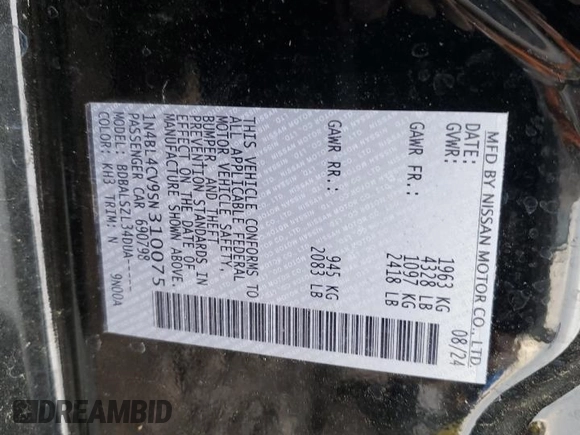 MFD BY NISSAN MOTOR CO., LTD.
DATE: 08/24
GVWR: 1963 KG
4328 LB
GAWR FR.: 1097 KG
2418 LB
GAWR RR.: 945 KG
2083 LB
THIS VEHICLE CONFORMS TO
ALL APPLICABLE FEDERAL
MOTOR VEHICLE SAFETY,
BUMPER, AND THEFT
PREVENTION STANDARDS IN
EFFECT ON THE DATE OF
MANUFACTURE SHOWN ABOVE.
1N4BL4CV9SN310075
PASSENGER CAR 690798
MODEL: BDBALSZL34DUA-----
COLOR: KH3 TRIM: N 9N00A
DREAMBID